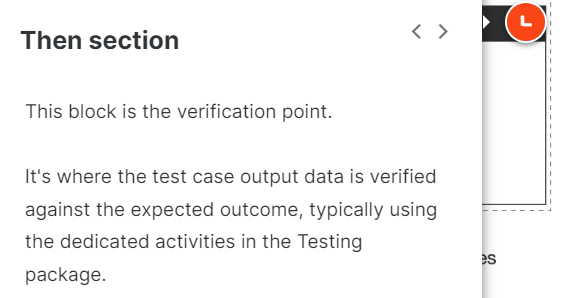 Then section
This block is the verification point.
It's where the test case output data is verified
against the expected outcome, typically using
the dedicated activities in the Testing
package.
es